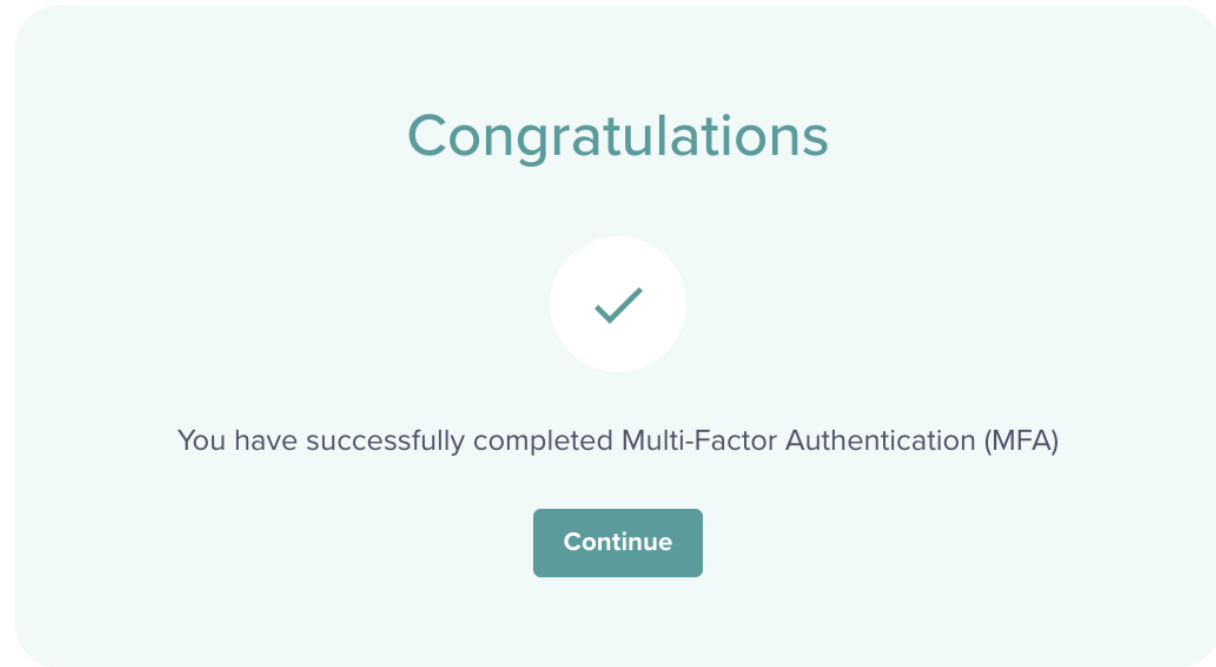 Congratulations
You have successfully completed Multi-Factor Authentication (MFA)
Continue